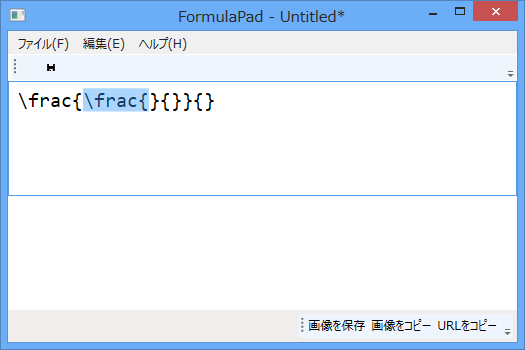 FormulaPad - Untitled*
ファイル(F) 編集(E) ヘルプ(H)
\frac{\frac{}{}}{}
画像を保存 画像をコピー URLをコピー